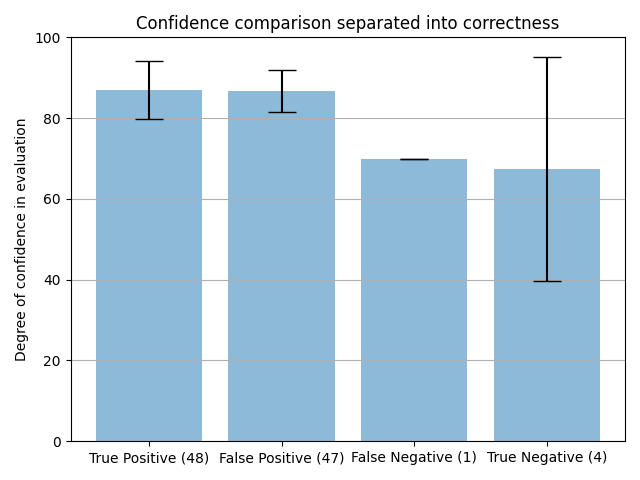 Confidence comparison separated into correctness
Degree of confidence in evaluation
100
80
60
40
20
0
True Positive (48)
False Positive (47)
False Negative (1)
True Negative (4)